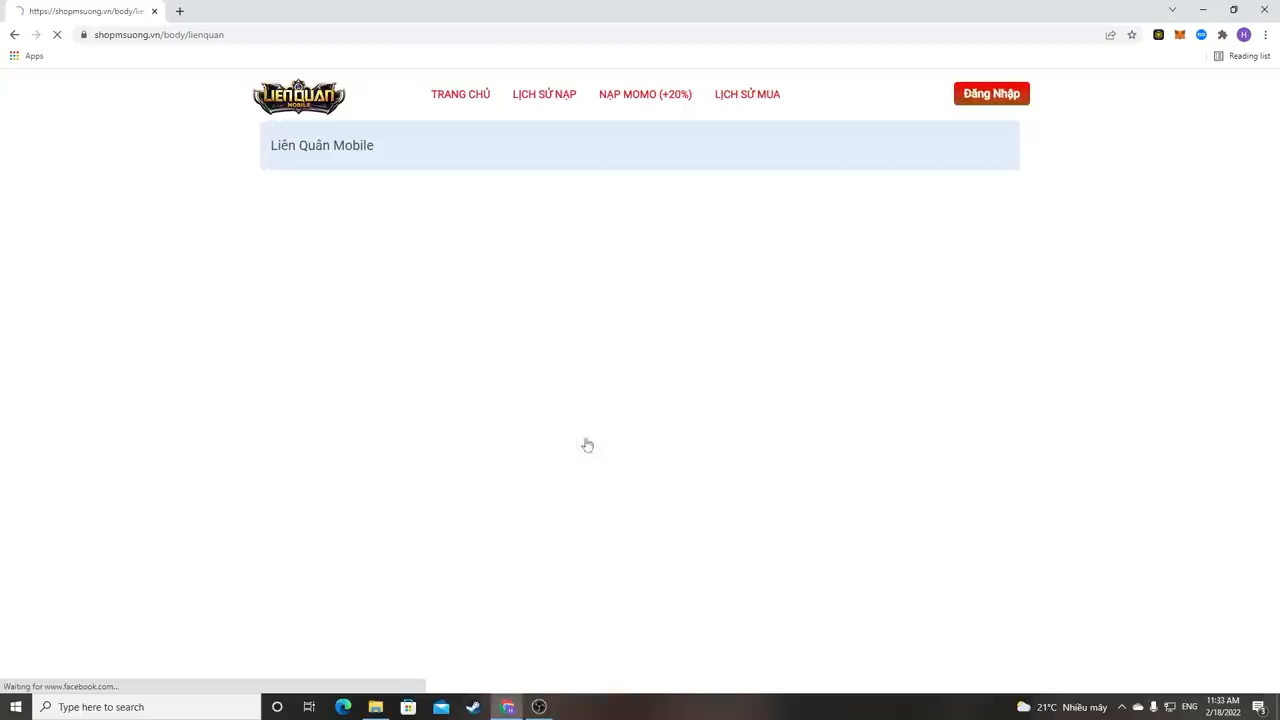 https://shopmsuong.vn/body/lie
shopmsuong.vn/body/lienquan
H
Apps
Reading list
LIÊN QUÂN
MOBILE
TRANG CHỦ
LỊCH SỬ NẠP
NẠP MOMO (+20%)
LỊCH SỬ MUA
Đăng Nhập
Liên Quân Mobile
Waiting for www.facebook.com...
Type here to search
21°C Nhiều mây
ENG
11:33 AM
2/18/2022